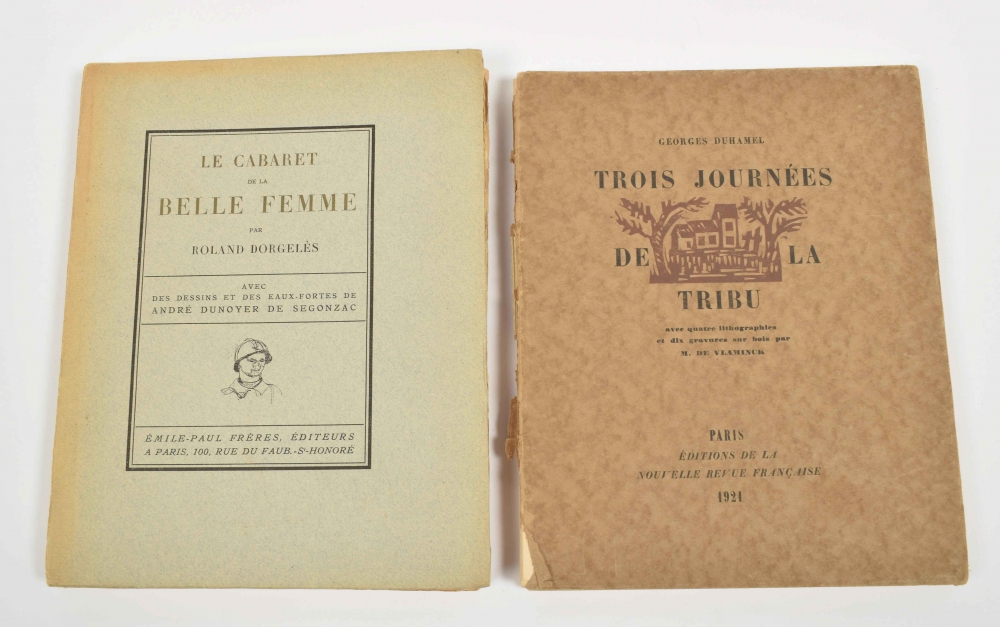 LE CABARET
DE LA
BELLE FEMME
PAR
ROLAND DORGELÈS
AVEC
DES DESSINS ET DES EAUX-FORTES DE
ANDRÉ DUNOYER DE SEGONZAC
ÉMILE-PAUL FRÈRES, ÉDITEURS
A PARIS, 100, RUE DU FAUB.-St-HONORÉ
GEORGES DUHAMEL
TROIS JOURNÉES
DE LA
TRIBU
avec quatre lithographies
et dix gravures sur bois par
M. DE VLAMINCK
PARIS
ÉDITIONS DE LA
NOUVELLE REVUE FRANÇAISE
1921